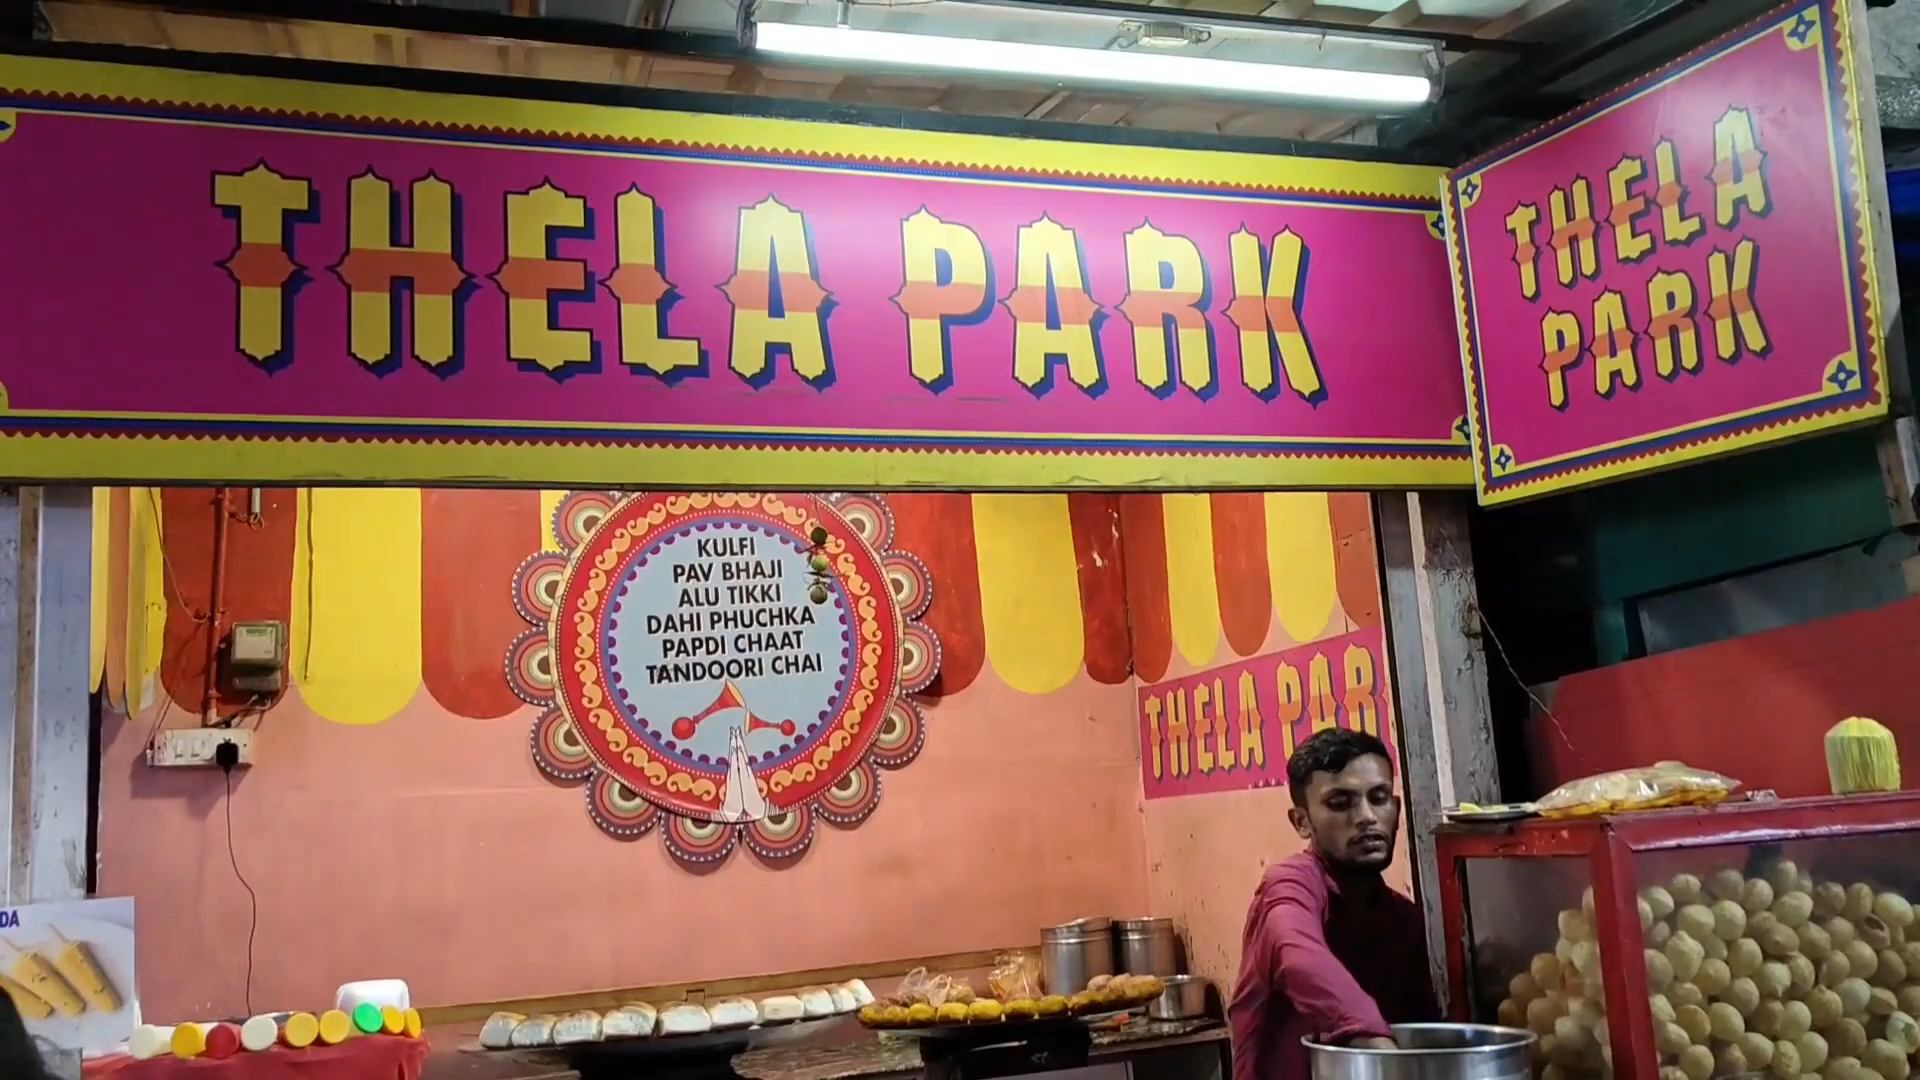 THELA PARK
THELA
PARK
KULFI
PAV BHAJI
ALU TIKKI
DAHI PHUCHKA
PAPDI CHAAT
TANDOORI CHAI
THELA PAR
DA